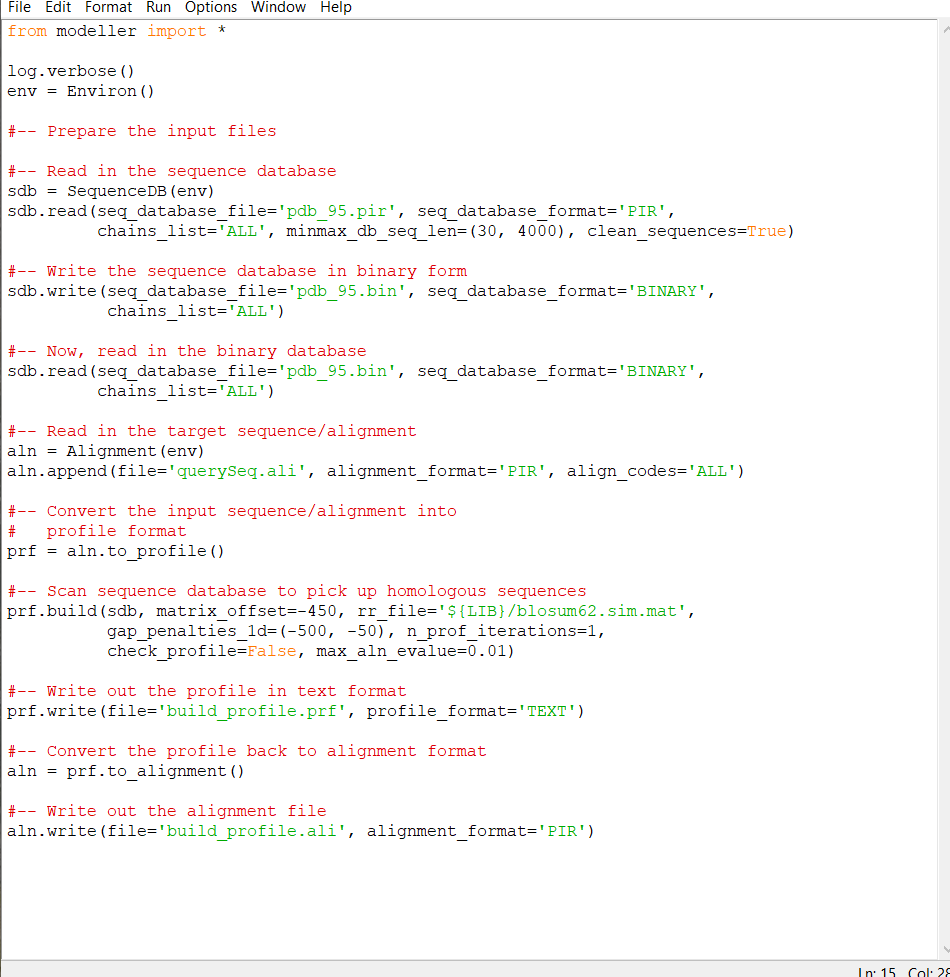 File Edit Format Run Options Window Help
from modeller import *
log.verbose()
env = Environ()
#-- Prepare the input files
#-- Read in the sequence database
sdb = SequenceDB(env)
sdb.read(seq_database_file='pdb_95.pir', seq_database_format='PIR',
         chains_list='ALL', minmax_db_seq_len=(30, 4000), clean_sequences=True)
#-- Write the sequence database in binary form
sdb.write(seq_database_file='pdb_95.bin', seq_database_format='BINARY',
          chains_list='ALL')
#-- Now, read in the binary database
sdb.read(seq_database_file='pdb_95.bin', seq_database_format='BINARY',
         chains_list='ALL')
#-- Read in the target sequence/alignment
aln = Alignment(env)
aln.append(file='querySeq.ali', alignment_format='PIR', align_codes='ALL')
#-- Convert the input sequence/alignment into
#   profile format
prf = aln.to_profile()
#-- Scan sequence database to pick up homologous sequences
prf.build(sdb, matrix_offset=-450, rr_file='${LIB}/blosum62.sim.mat',
          gap_penalties_1d=(-500, -50), n_prof_iterations=1,
          check_profile=False, max_aln_evalue=0.01)
#-- Write out the profile in text format
prf.write(file='build_profile.prf', profile_format='TEXT')
#-- Convert the profile back to alignment format
aln = prf.to_alignment()
#-- Write out the alignment file
aln.write(file='build_profile.ali', alignment_format='PIR')
Ln: 15 Col: 28